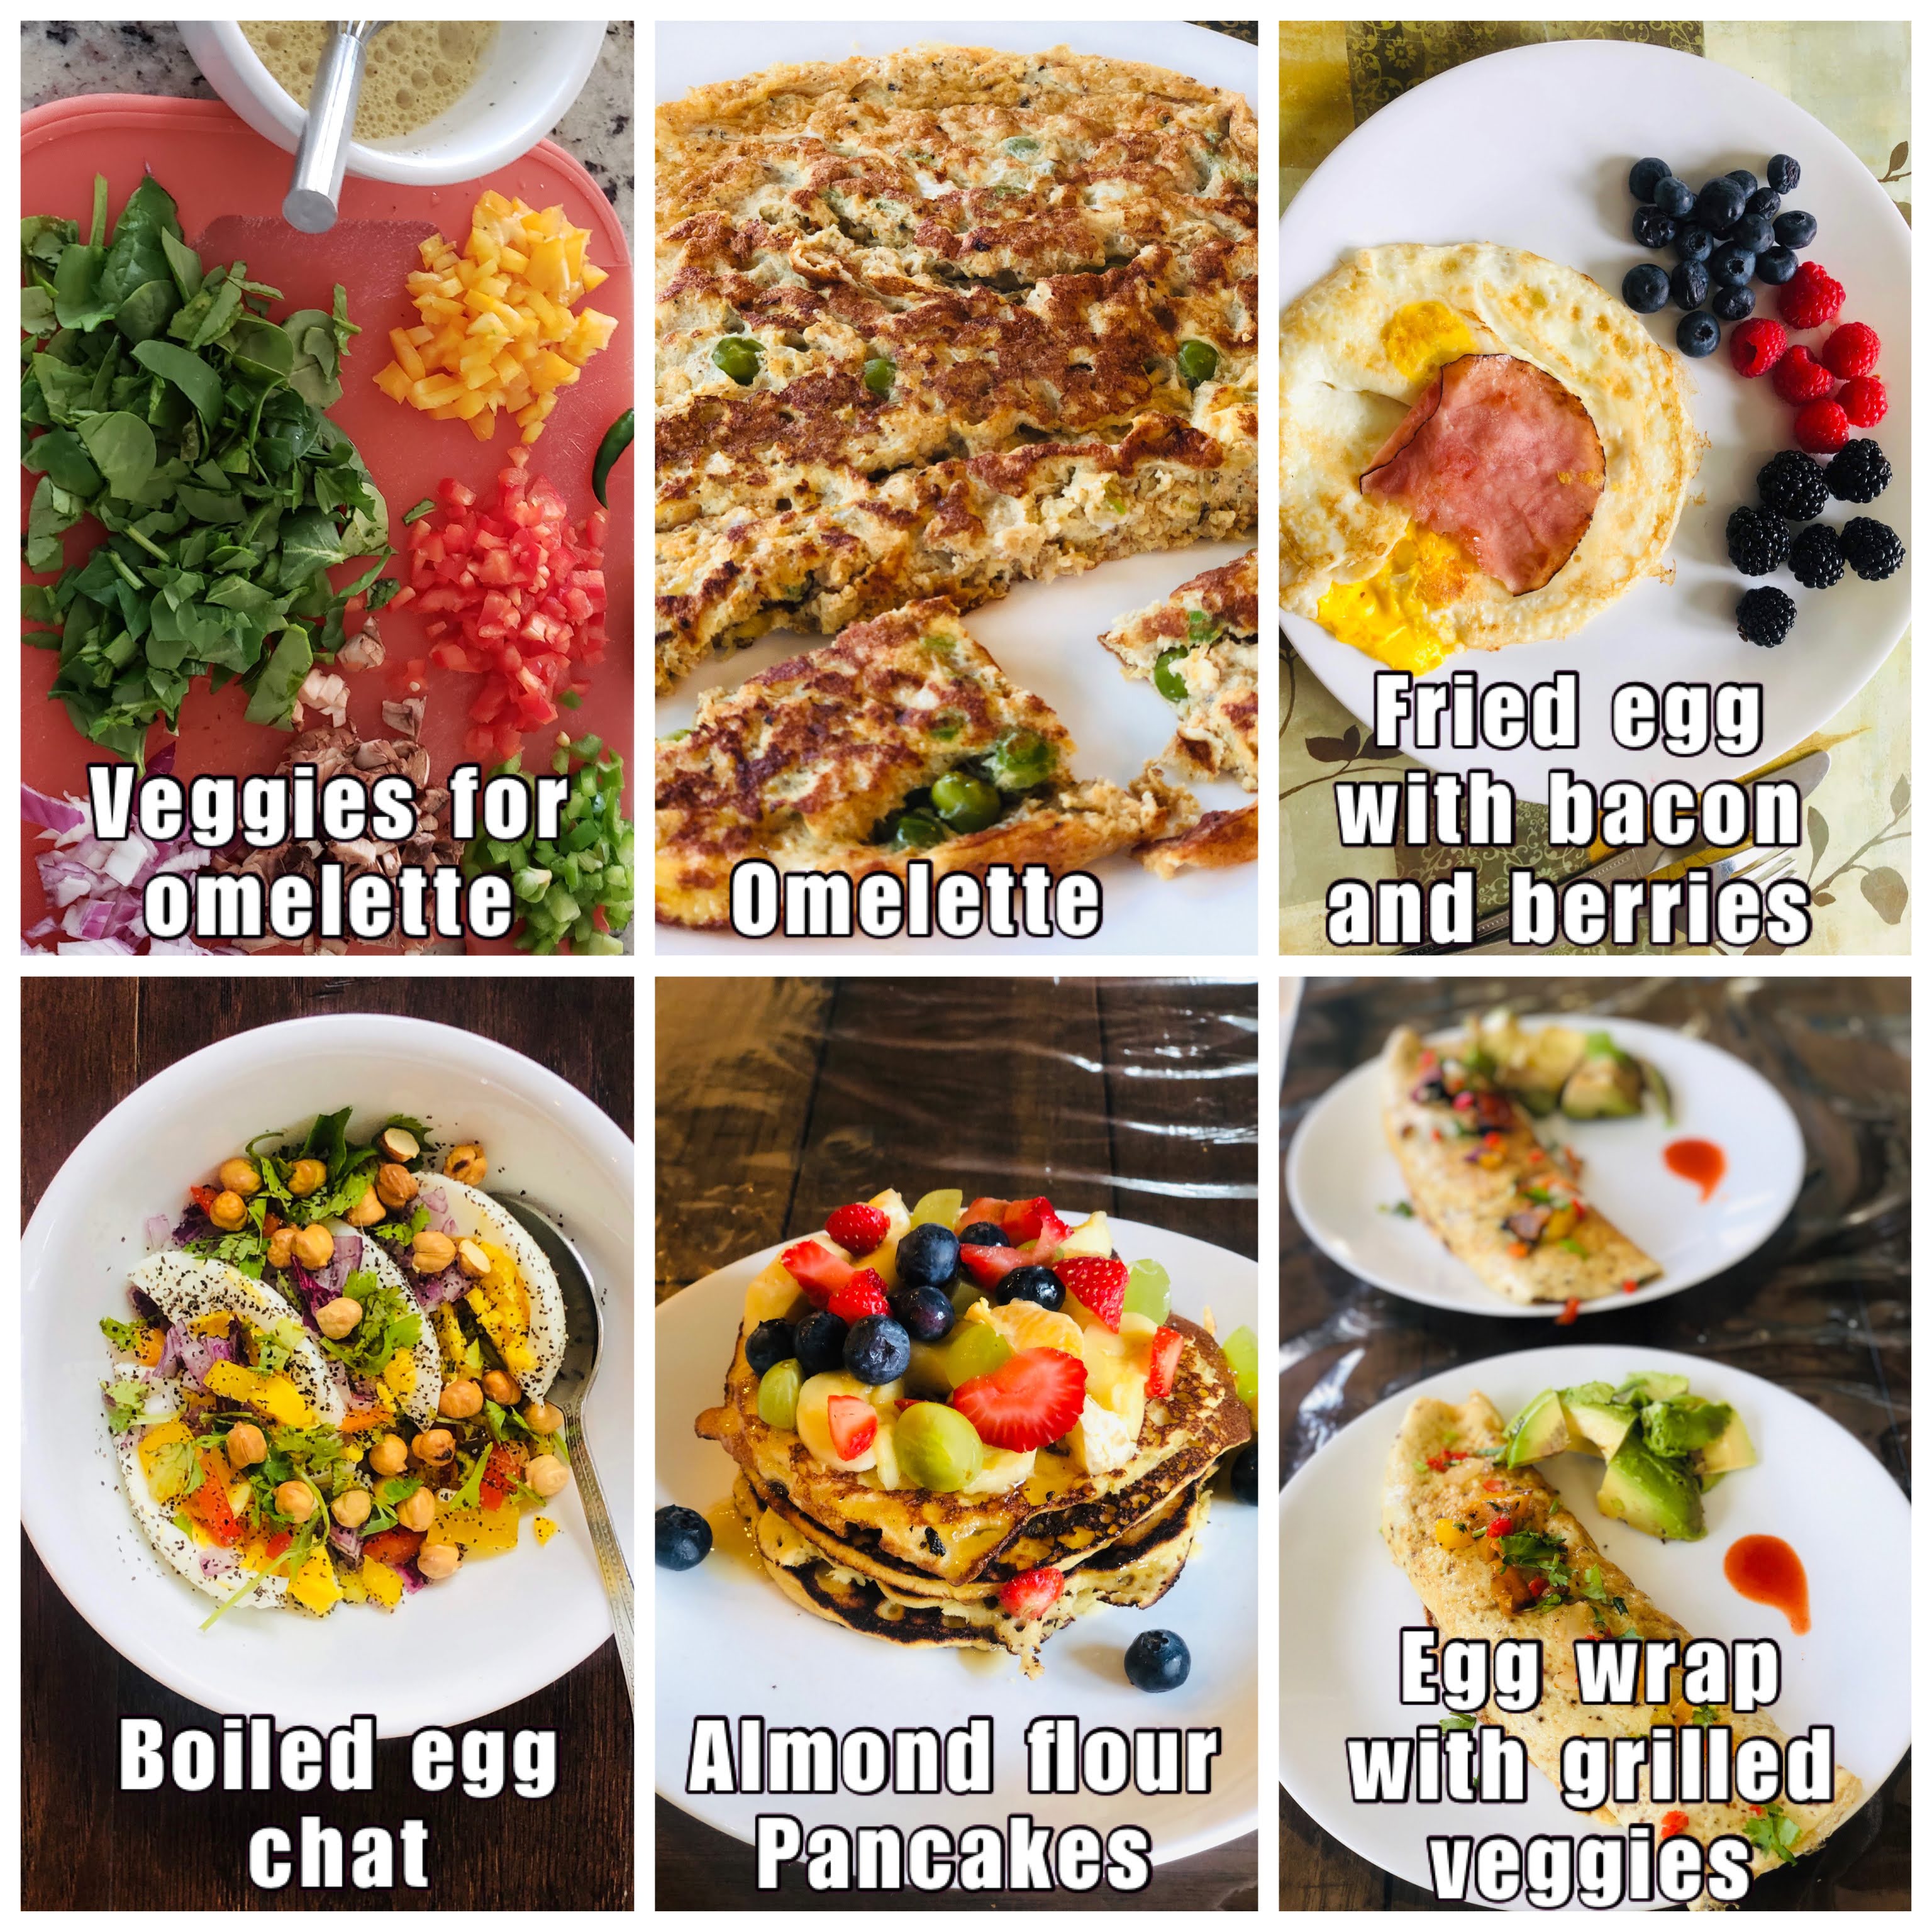 Veggies for
omelette
Omelette
Fried egg
with bacon
and berries
Boiled egg
chat
Almond flour
Pancakes
Egg wrap
with grilled
veggies